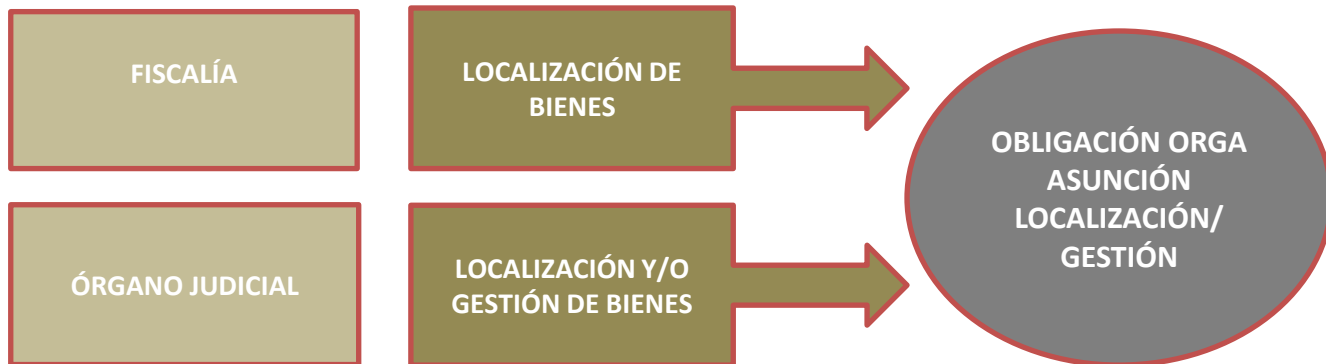 FISCALÍA
LOCALIZACIÓN DE
BIENES
ÓRGANO JUDICIAL
LOCALIZACIÓN Y/O
GESTIÓN DE BIENES
OBLIGACIÓN ORGA
ASUNCIÓN
LOCALIZACIÓN/
GESTIÓN